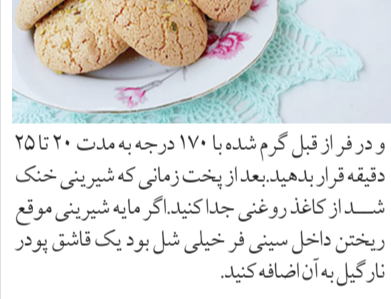 و در فر از قبل گرم شده با ۱۷۰ درجه به مدت ۲۰ تا ۲۵
دقیقه قرار بدهید.بعد از پخت زمانی که شیرینی خنک
شـــد از کاغذ روغنی جدا کنید.اگر مایه شیرینی موقع
ریختن داخل سینی فر خیلی شل بود یک قاشق پودر
نارگیل به آن اضافه کنید.